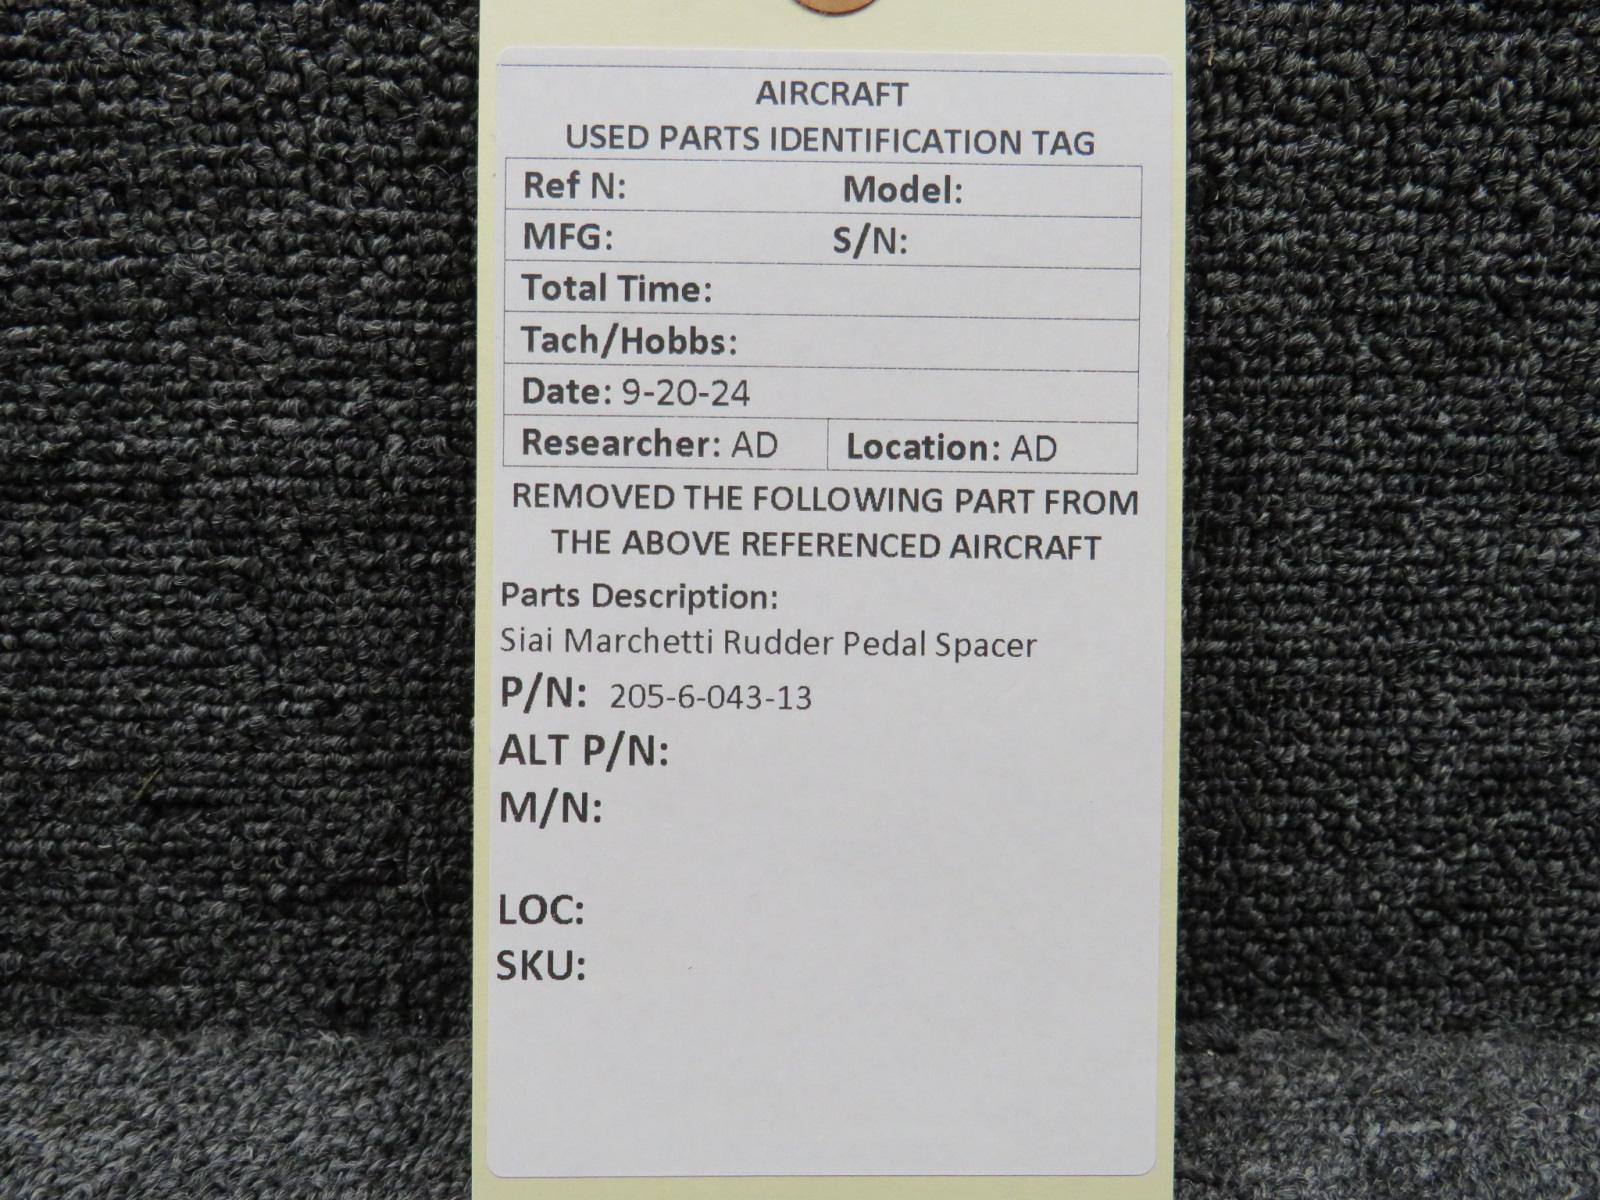 AIRCRAFT
USED PARTS IDENTIFICATION TAG
Ref N: Model:
MFG: S/N:
Total Time:
Tach/Hobbs:
Date: 9-20-24
Researcher: AD Location: AD
REMOVED THE FOLLOWING PART FROM
THE ABOVE REFERENCED AIRCRAFT
Parts Description:
Siai Marchetti Rudder Pedal Spacer
P/N: 205-6-043-13
ALT P/N:
M/N:
LOC:
SKU: